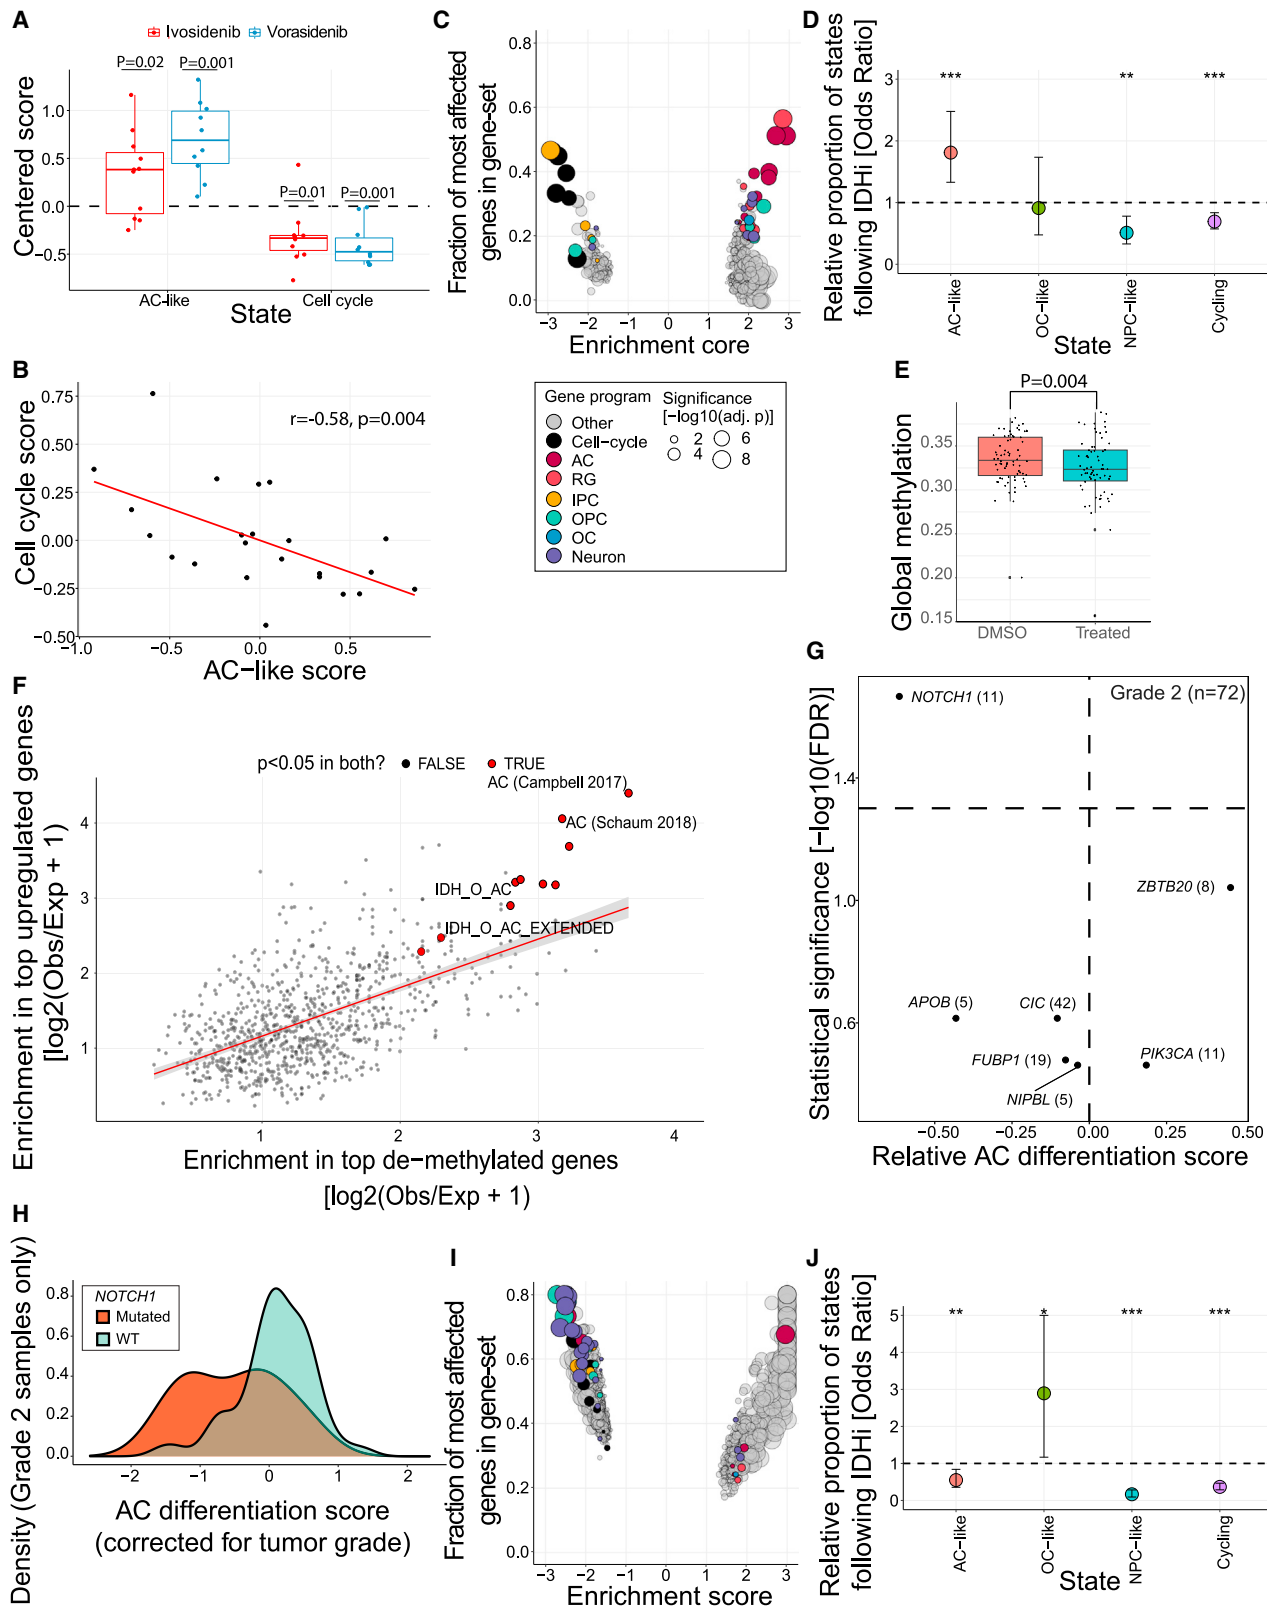 A
Ivosidenib Vorasidenib
P=0.02 P=0.001
P=0.01 P=0.001
Centered score
1.0
0.5
0.0
−0.5
AC-like Cell cycle
State
B
r=-0.58, p=0.004
Cell cycle score
0.75
0.50
0.25
0.00
−0.25
−0.50
−1.0 −0.5 0.0 0.5
AC−like score
C
Fraction of most affected
genes in gene-set
0.8
0.6
0.4
0.2
0.0
−3 −2 −1 0 1 2 3
Enrichment core
Gene program
Other
Cell−cycle
AC
RG
IPC
OPC
OC
Neuron
Significance
[−log10(adj. p)]
2 6
4 8
D
Relative proportion of states
following IDHi [Odds Ratio]
*** ** ***
3
2
1
0
AC−like
OC−like
NPC−like
Cycling
State
E
P=0.004
Global methylation
0.35
0.30
0.25
0.20
0.15
DMSO Treated
F
p<0.05 in both? FALSE TRUE
AC (Campbell 2017)
AC (Schaum 2018)
IDH_O_AC
IDH_O_AC_EXTENDED
Enrichment in top upregulated genes
[log2(Obs/Exp + 1)]
4
3
2
1
1 2 3 4
Enrichment in top de−methylated genes
[log2(Obs/Exp + 1)
G
Grade 2 (n=72)
Statistical significance [−log10(FDR)]
1.4
1.0
0.6
NOTCH1 (11)
ZBTB20 (8)
APOB (5)
CIC (42)
FUBP1 (19)
PIK3CA (11)
NIPBL (5)
−0.50 −0.25 0.00 0.25 0.50
Relative AC differentiation score
H
Density (Grade 2 samples only)
NOTCH1
Mutated
WT
0.8
0.6
0.4
0.2
0.0
−2 −1 0 1 2
AC differentiation score
(corrected for tumor grade)
I
Fraction of most affected
genes in gene-set
0.8
0.6
0.4
0.2
0.0
−3 −2 −1 0 1 2 3
Enrichment score
J
Relative proportion of states
following IDHi [Odds Ratio]
** * *** ***
5
4
3
2
1
0
AC−like
OC−like
NPC−like
Cycling
State